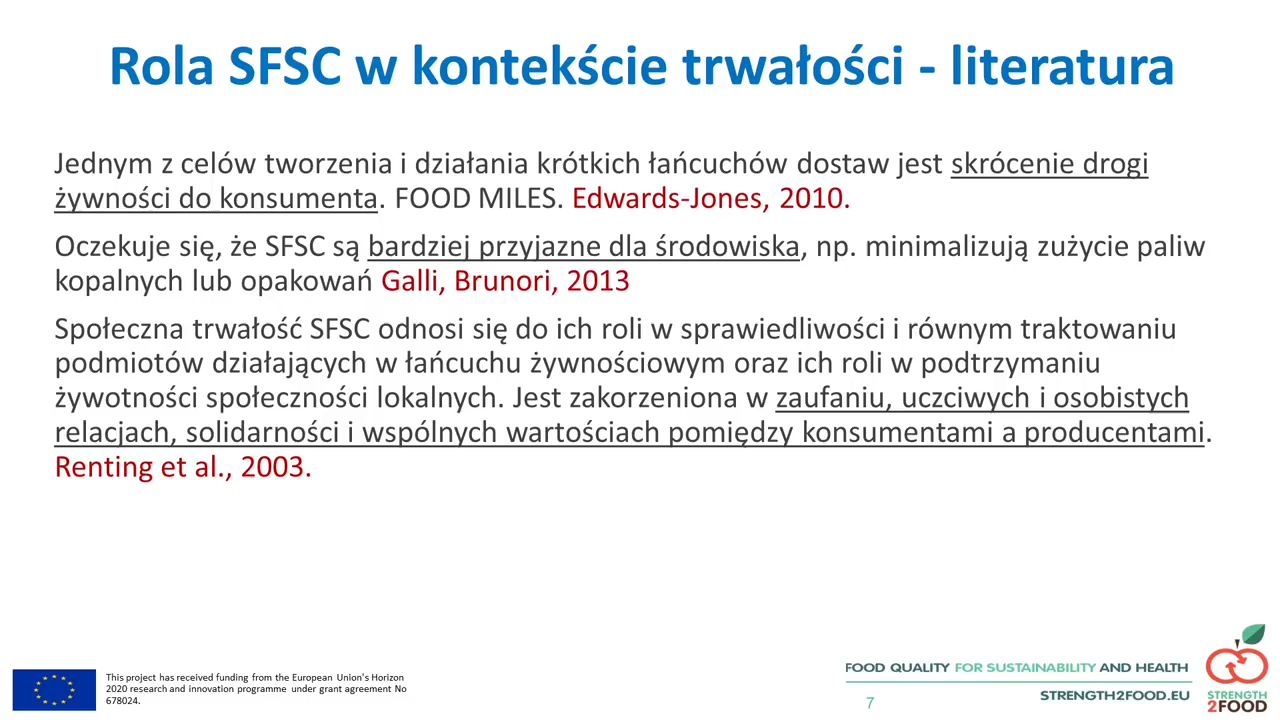 Rola SFSC w kontekście trwałości - literatura
Jednym z celów tworzenia i działania krótkich łańcuchów dostaw jest skrócenie drogi
żywności do konsumenta. FOOD MILES. Edwards-Jones, 2010.
Oczekuje się, że SFSC są bardziej przyjazne dla środowiska, np. minimalizują zużycie paliw
kopalnych lub opakowań Galli, Brunori, 2013
Społeczna trwałość SFSC odnosi się do ich roli w sprawiedliwości i równym traktowaniu
podmiotów działających w łańcuchu żywnościowym oraz ich roli w podtrzymaniu
żywotności społeczności lokalnych. Jest zakorzeniona w zaufaniu, uczciwych i osobistych
relacjach, solidarności i wspólnych wartościach pomiędzy konsumentami a producentami.
Renting et al., 2003.
This project has received funding from the European Union's Horizon
2020 research and innovation programme under grant agreement No
678024.
FOOD QUALITY FOR SUSTAINABILITY AND HEALTH
STRENGTH2FOOD.EU
7
STRENGTH
2FOOD